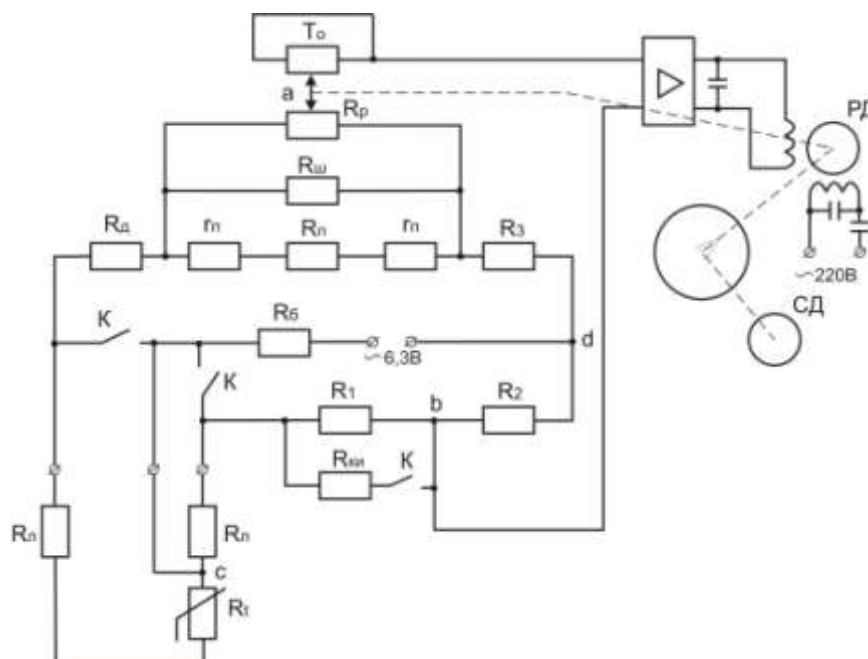 Tо
a
Rр
РД
Rш
Rд
rп
Rп
rп
R3
~220В
СД
К
Rб
~6,3В
d
К
R1
b
R2
Rки
К
Rл
Rл
c
Rt